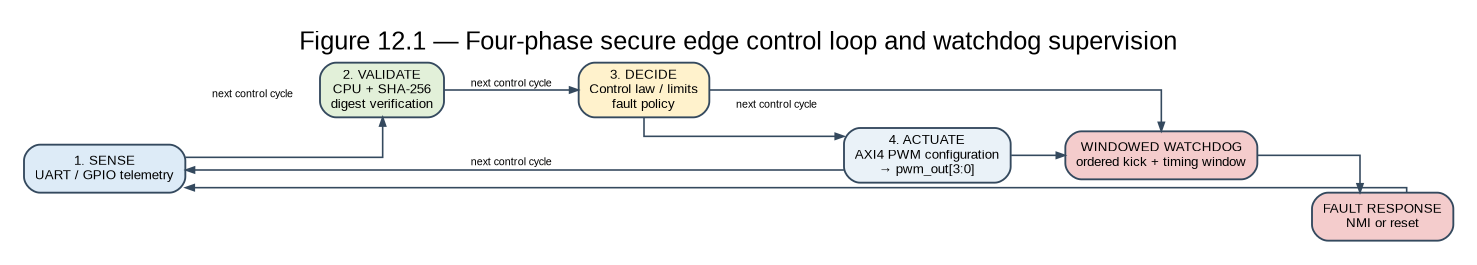 Figure 12.1 — Four-phase secure edge control loop and watchdog supervision
next control cycle
2. VALIDATE
CPU + SHA-256
digest verification
next control cycle
3. DECIDE
Control law / limits
fault policy
next control cycle
1. SENSE
UART / GPIO telemetry
next control cycle
4. ACTUATE
AXI4 PWM configuration
→ pwm_out[3:0]
WINDOWED WATCHDOG
ordered kick + timing window
FAULT RESPONSE
NMI or reset